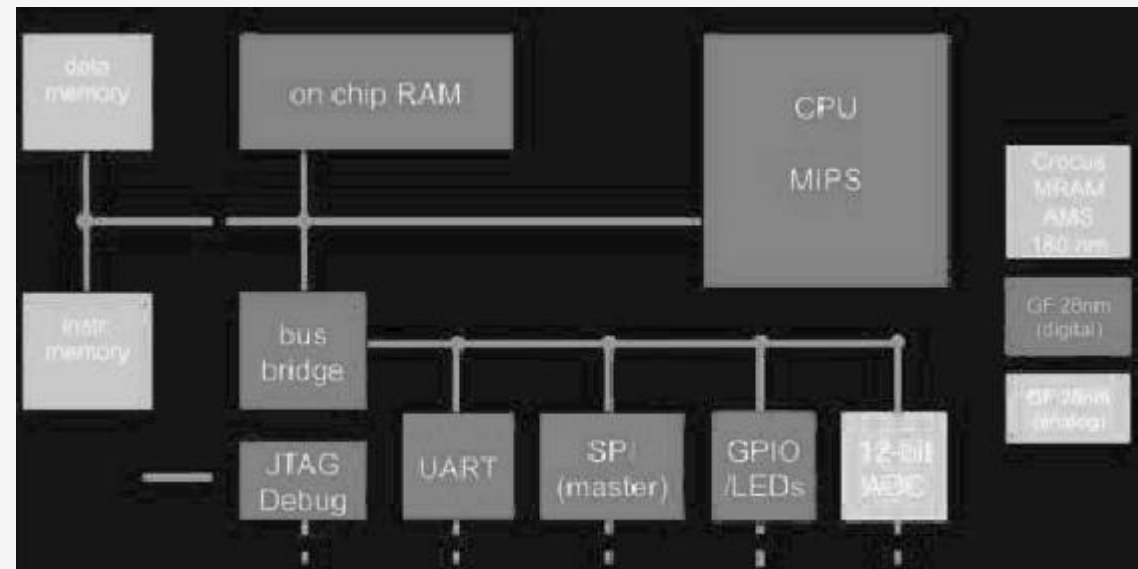 data
memory
on chip RAM
CPU
MIPS
Crocus
MRAM
AMS
180 nm
instr.
memory
bus
bridge
GF 28nm
(digital)
GF 28nm
(analog)
JTAG
Debug
UART
SPI
(master)
GPIO
/LEDs
12-bit
ADC